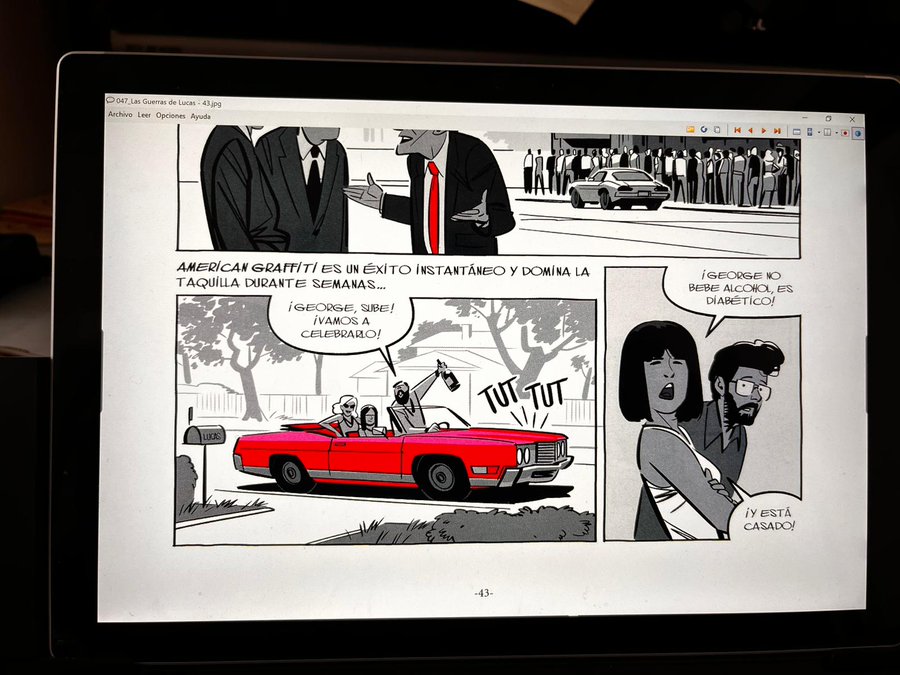 047_Las Guerras de Lucas - 43.jpg
Archivo Leer Opciones Ayuda
AMERICAN GRAFFITI ES UN ÉXITO INSTANTÁNEO Y DOMINA LA
TAQUILLA DURANTE SEMANAS...
¡GEORGE, SUBE!
¡VAMOS A
CELEBRARLO!
TUT TUT
LUCAS
¡GEORGE NO
BEBE ALCOHOL, ES
DIABÉTICO!
¡Y ESTÁ
CASADO!
-43-